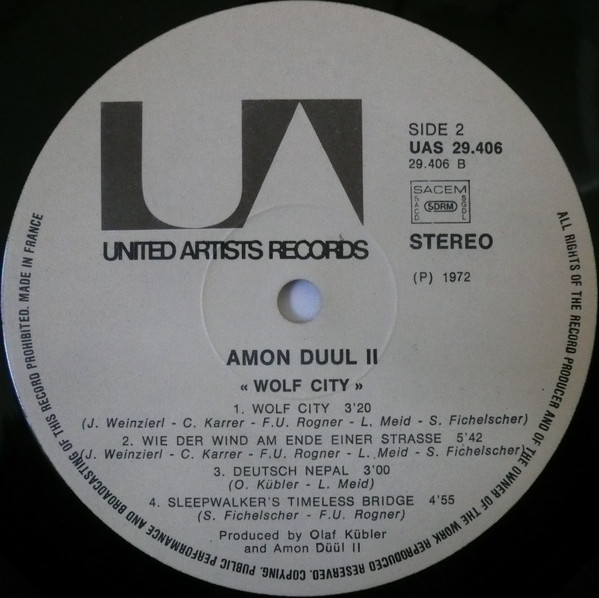 UA
UNITED ARTISTS RECORDS
SIDE 2
UAS 29.406
29.406 B
SACEM
SACD
SDRM
SGDL
STEREO
(P) 1972
AMON DUUL II
« WOLF CITY »
1. WOLF CITY 3'20
(J. Weinzierl - C. Karrer - F.U. Rogner - L. Meid - S. Fichelscher)
2. WIE DER WIND AM ENDE EINER STRASSE 5'42
(J. Weinzierl - C. Karrer - F.U. Rogner - L. Meid - S. Fichelscher)
3. DEUTSCH NEPAL 3'00
(O. Kübler - L. Meid)
4. SLEEPWALKER'S TIMELESS BRIDGE 4'55
(S. Fichelscher - F.U. Rogner)
Produced by Olaf Kübler
and Amon Düül II
ALL RIGHTS OF THE RECORD PRODUCER AND OF THE OWNER OF THE WORK REPRODUCED RESERVED. COPYING, PUBLIC PERFORMANCE AND BROADCASTING OF THIS RECORD PROHIBITED. MADE IN FRANCE